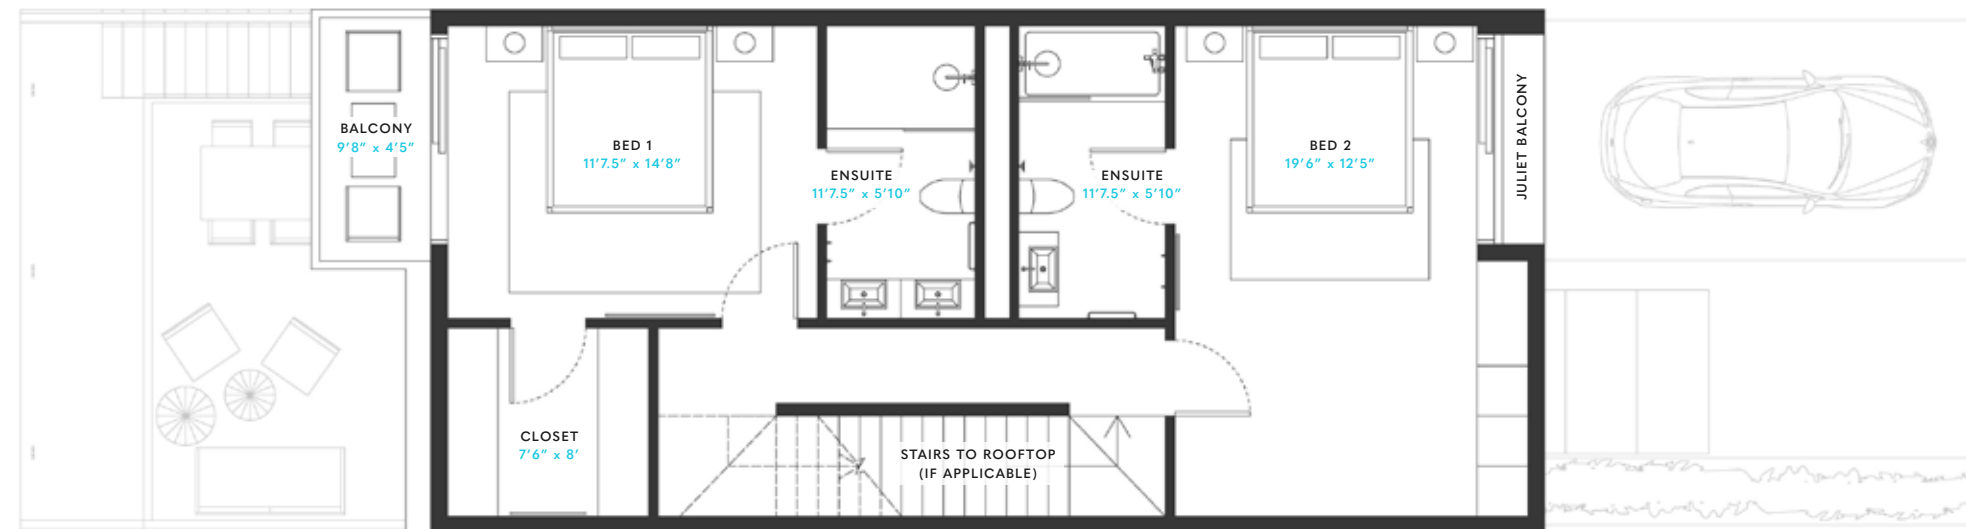 BALCONY
9'8" x 4'5"
BED 1
11'7.5" x 14'8"
ENSUITE
11'7.5" x 5'10"
ENSUITE
11'7.5" x 5'10"
BED 2
19'6" x 12'5"
JULIET BALCONY
CLOSET
7'6" x 8'
STAIRS TO ROOFTOP
(IF APPLICABLE)